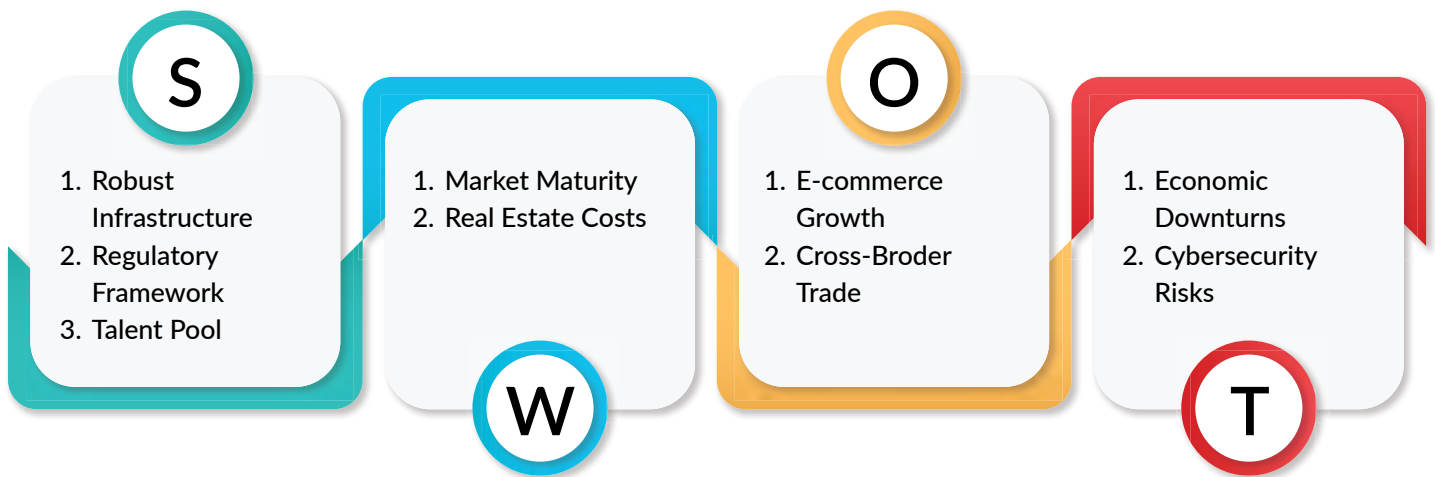 S
1. Robust
Infrastructure
2. Regulatory
Framework
3. Talent Pool
1. Market Maturity
2. Real Estate Costs
W
O
1. E-commerce
Growth
2. Cross-Broder
Trade
1. Economic
Downturns
2. Cybersecurity
Risks
T